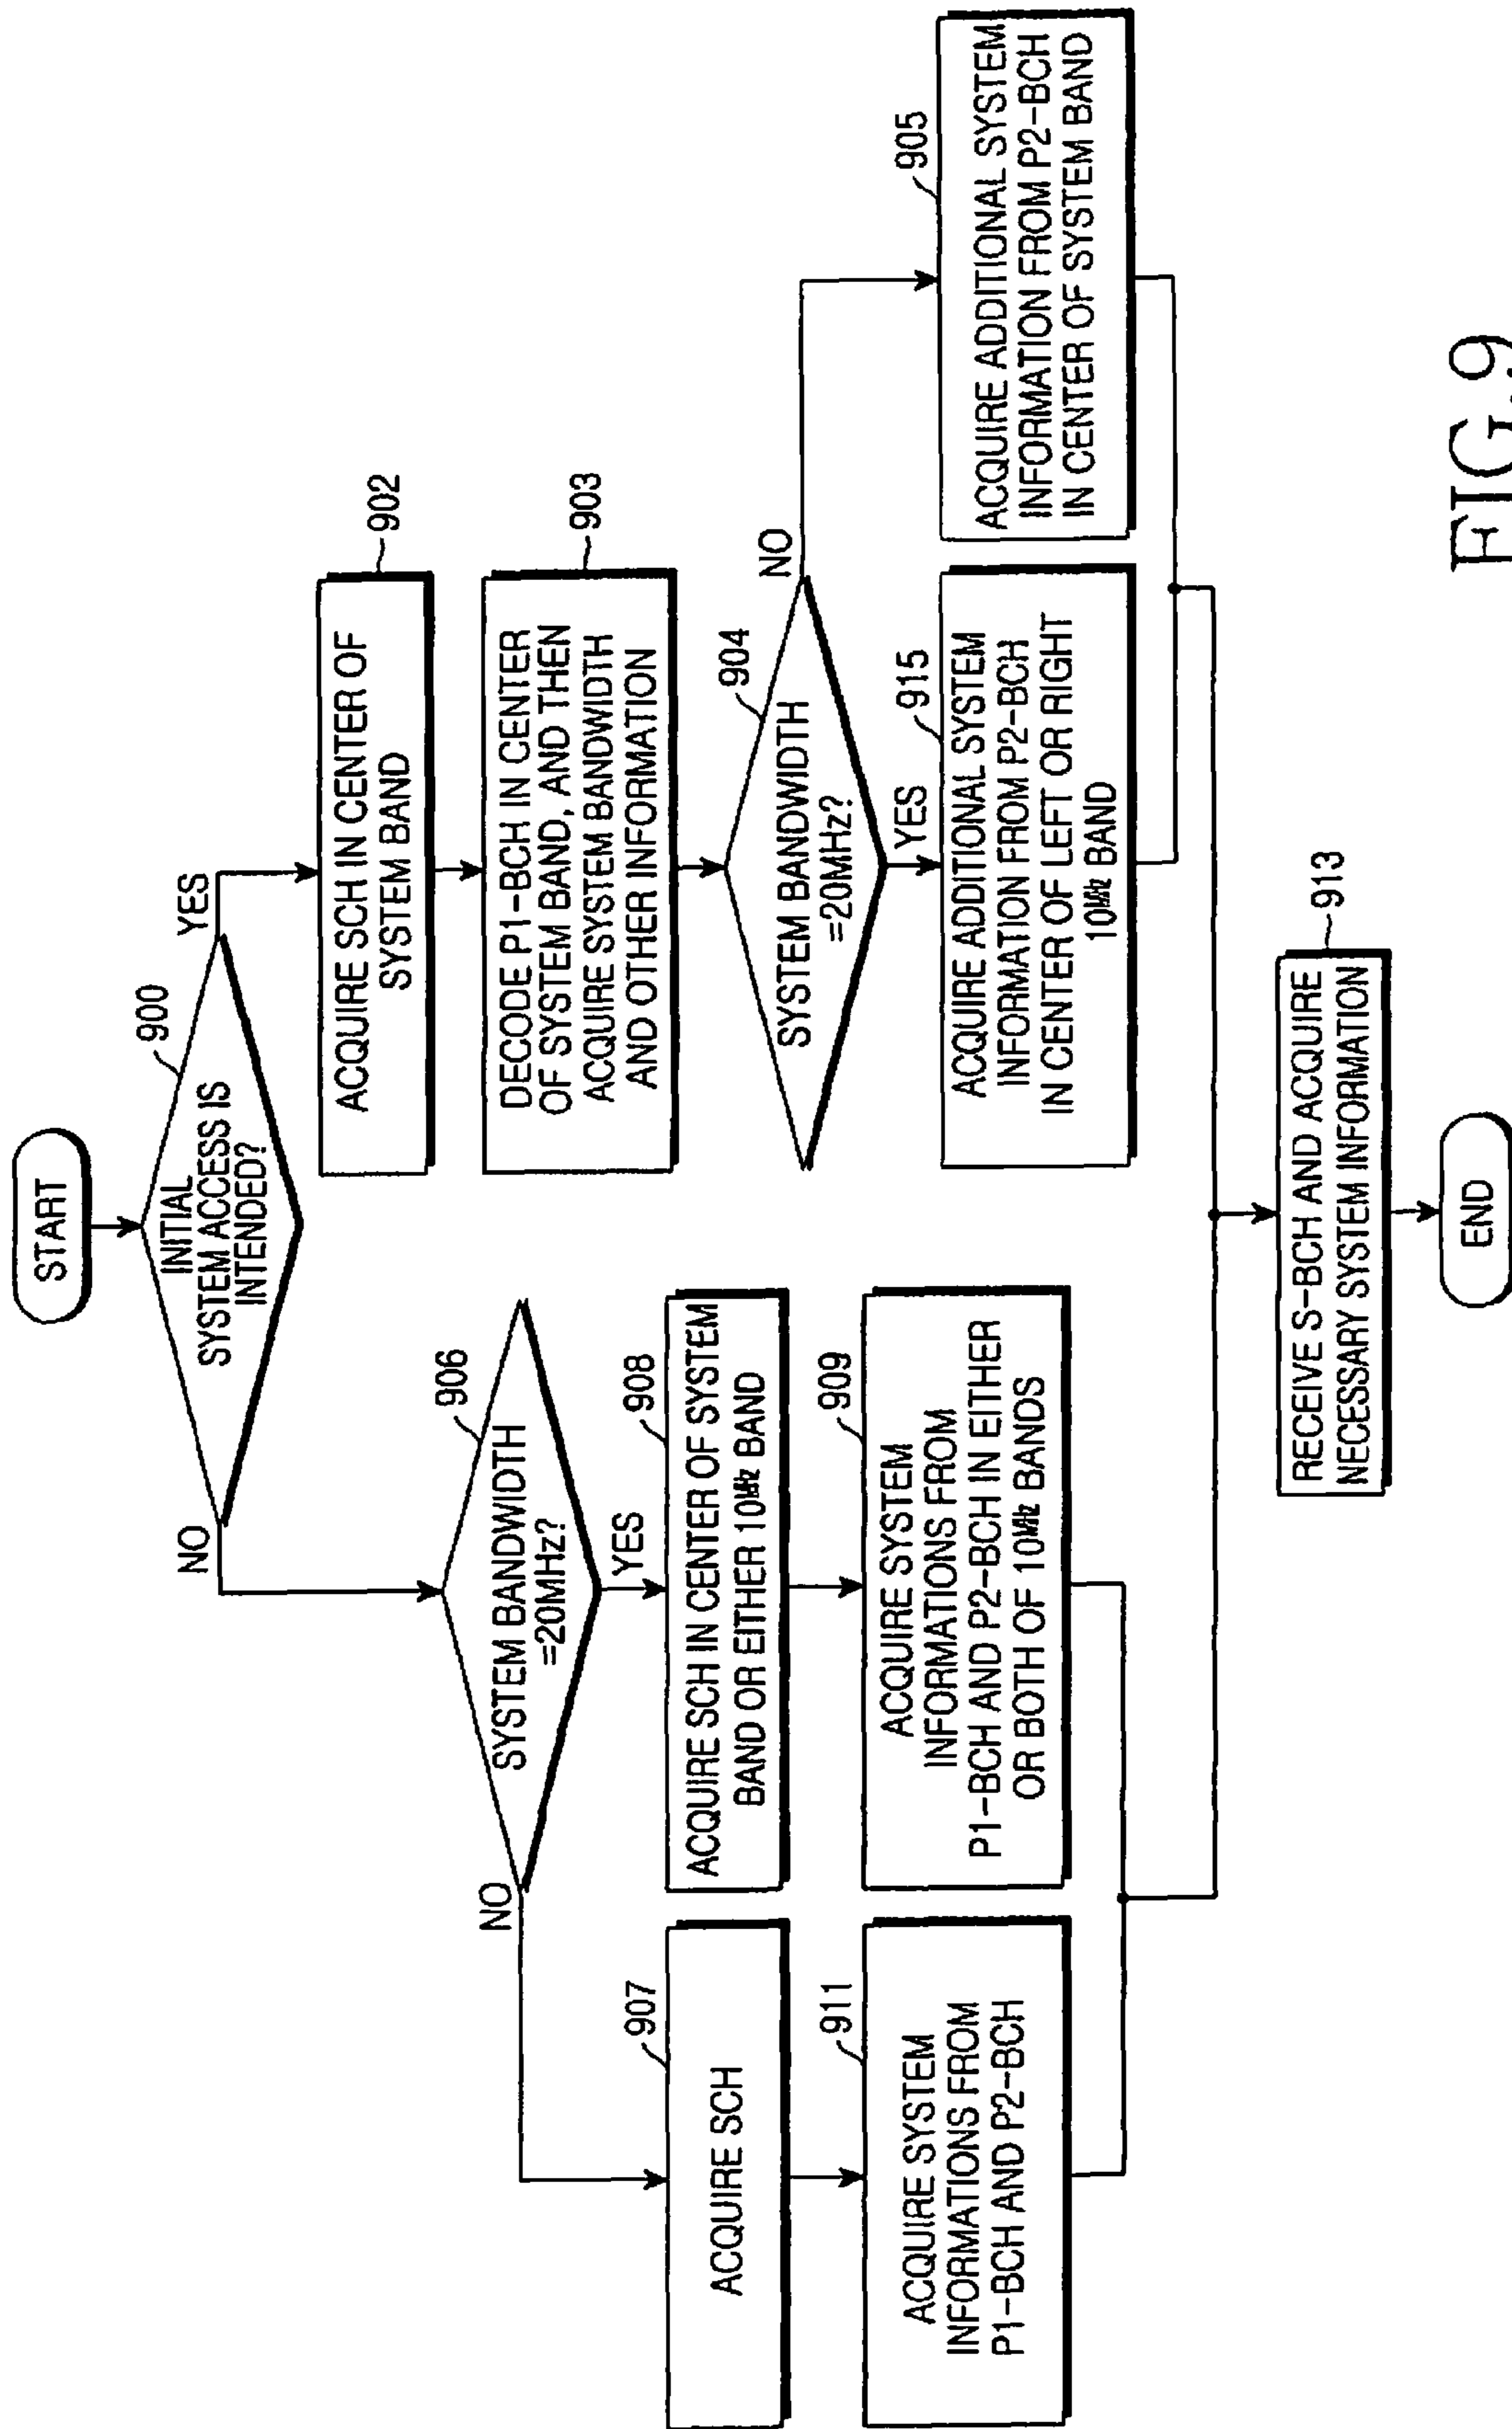 START
900
INITIAL
SYSTEM ACCESS IS
INTENDED?
NO
YES
906
SYSTEM BANDWIDTH
=20MHz?
NO
YES
907
ACQUIRE SCH
908
ACQUIRE SCH IN CENTER OF SYSTEM
BAND OR EITHER 10MHz BAND
911
ACQUIRE SYSTEM
INFORMATIONS FROM
P1-BCH AND P2-BCH
909
ACQUIRE SYSTEM
INFORMATIONS FROM
P1-BCH AND P2-BCH IN EITHER
OR BOTH OF 10MHz BANDS
902
ACQUIRE SCH IN CENTER OF
SYSTEM BAND
903
DECODE P1-BCH IN CENTER
OF SYSTEM BAND, AND THEN
ACQUIRE SYSTEM BANDWIDTH
AND OTHER INFORMATION
904
SYSTEM BANDWIDTH
=20MHz?
NO
YES
915
ACQUIRE ADDITIONAL SYSTEM
INFORMATION FROM P2-BCH
IN CENTER OF LEFT OR RIGHT
10MHz BAND
905
ACQUIRE ADDITIONAL SYSTEM
INFORMATION FROM P2-BCH
IN CENTER OF SYSTEM BAND
913
RECEIVE S-BCH AND ACQUIRE
NECESSARY SYSTEM INFORMATION
END
FIG.9